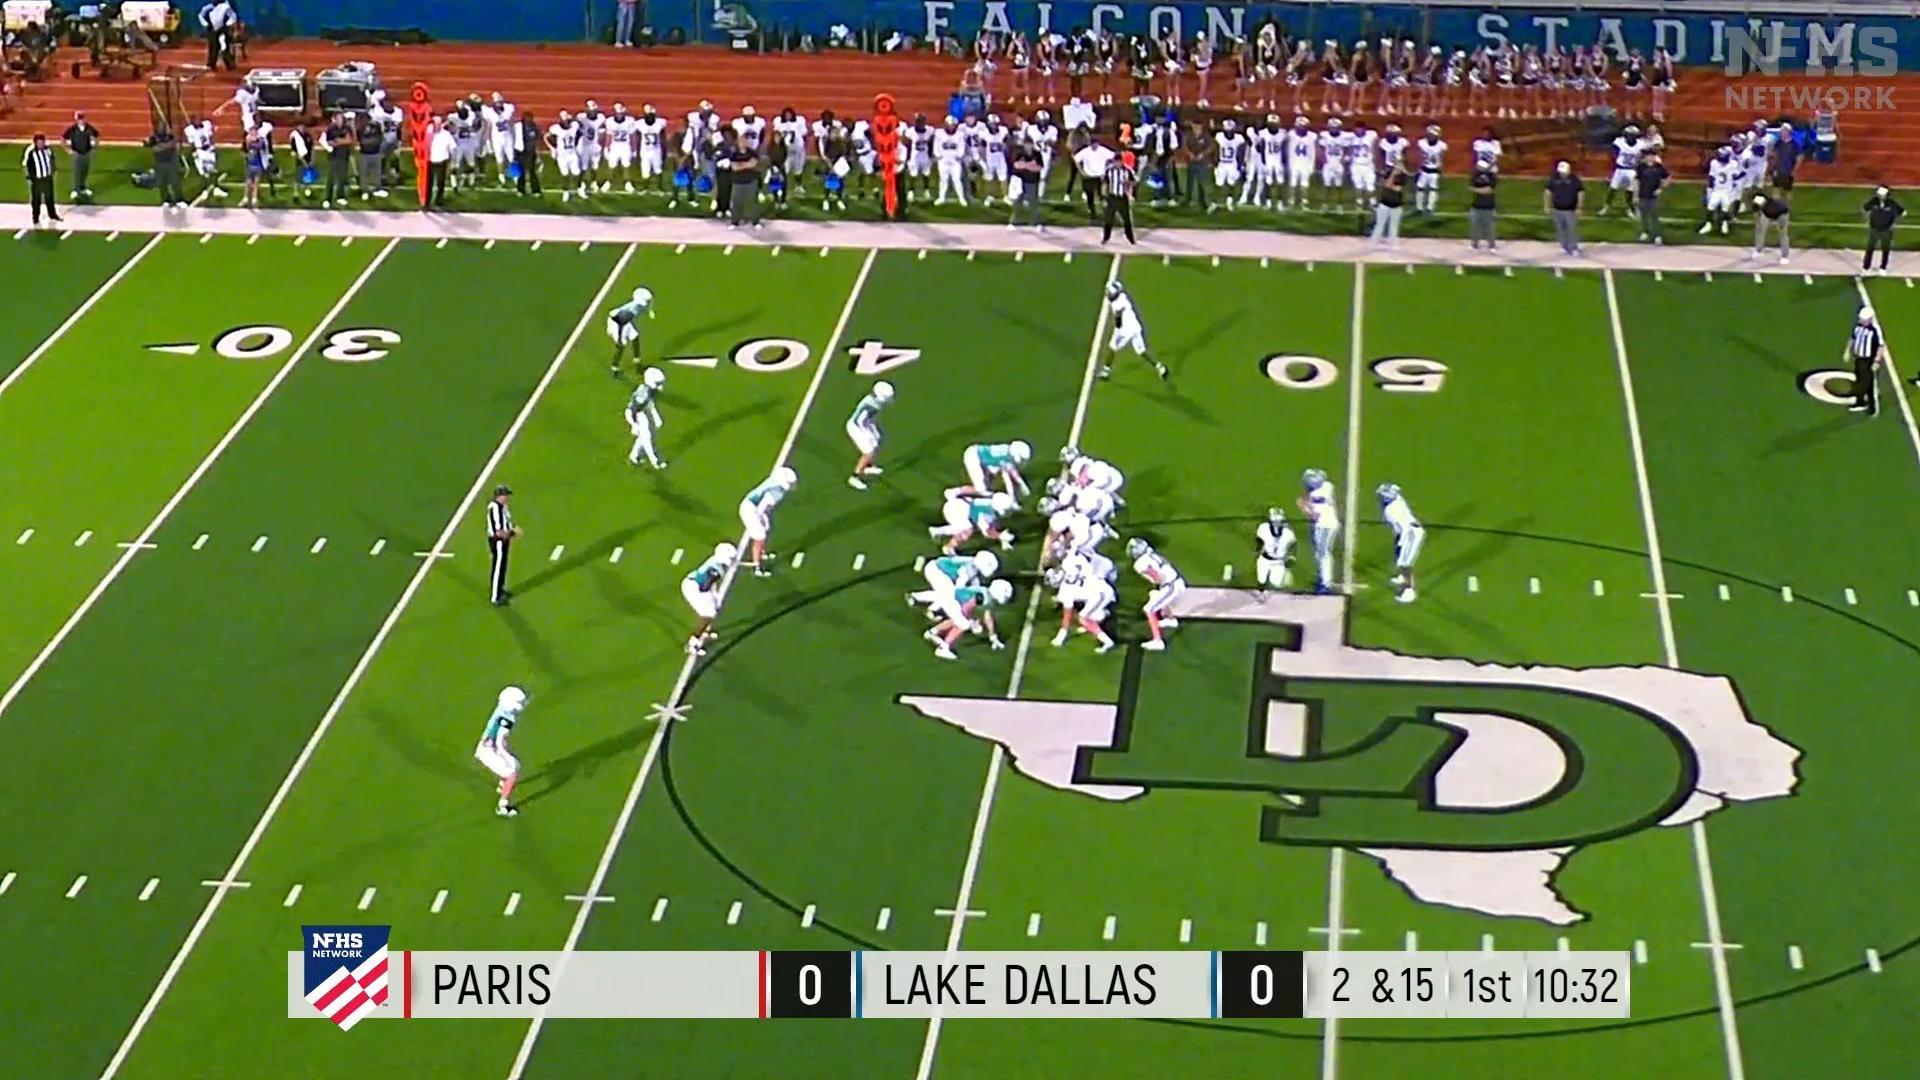 FALCON STADIUM
NFHS
NETWORK
30 40 50
NFHS
NETWORK
PARIS 0 LAKE DALLAS 0 2 &15 1st 10:32